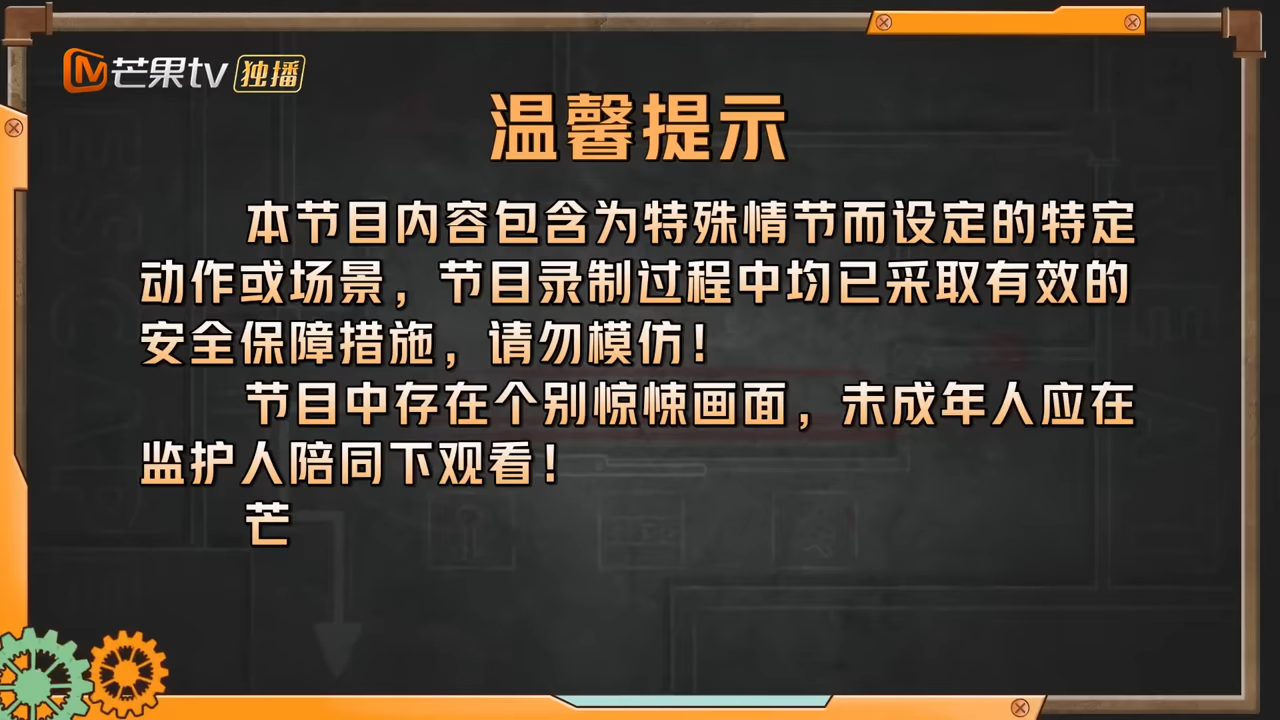 芒果tv 独播
温馨提示
本节目内容包含为特殊情节而设定的特定
动作或场景，节目录制过程中均已采取有效的
安全保障措施，请勿模仿！
节目中存在个别惊悚画面，未成年人应在
监护人陪同下观看！
芒